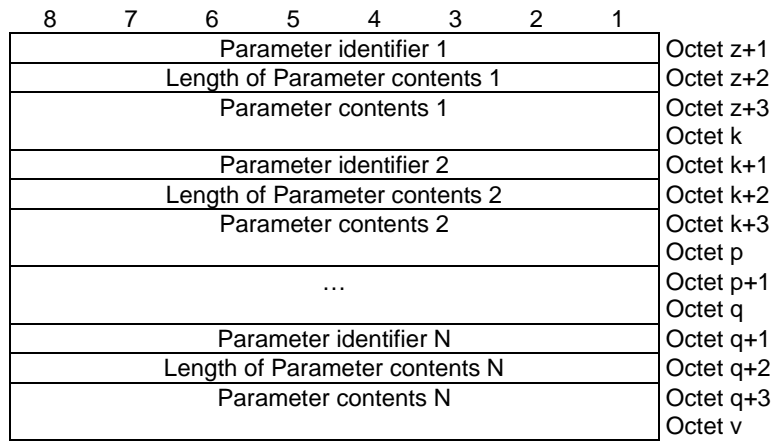 8 7 6 5 4 3 2 1
Parameter identifier 1 Octet z+1
Length of Parameter contents 1 Octet z+2
Parameter contents 1 Octet z+3
Octet k
Parameter identifier 2 Octet k+1
Length of Parameter contents 2 Octet k+2
Parameter contents 2 Octet k+3
Octet p
… Octet p+1
Octet q
Parameter identifier N Octet q+1
Length of Parameter contents N Octet q+2
Parameter contents N Octet q+3
Octet v